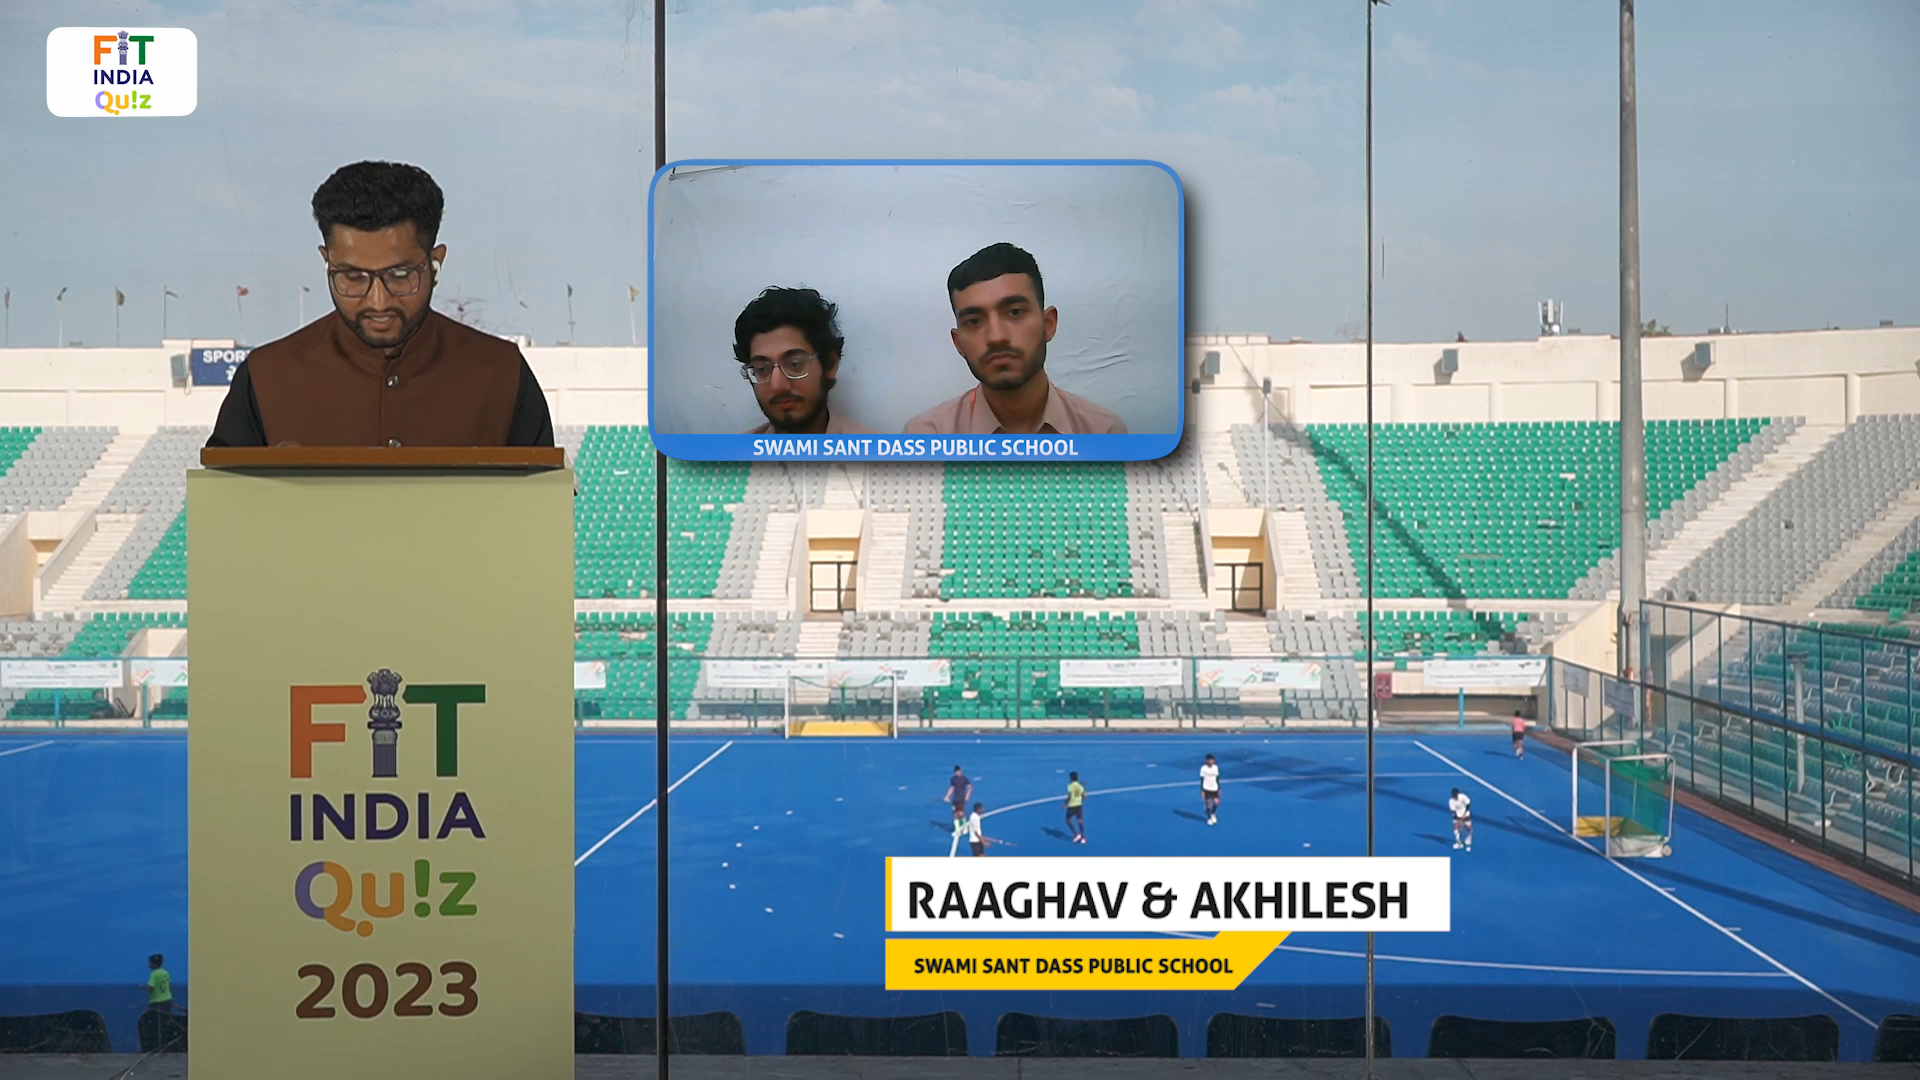 FiT
INDIA
Qu!z
SPORT
SWAMI SANT DASS PUBLIC SCHOOL
FiT
INDIA
Qu!z
2023
RAAGHAV & AKHILESH
SWAMI SANT DASS PUBLIC SCHOOL